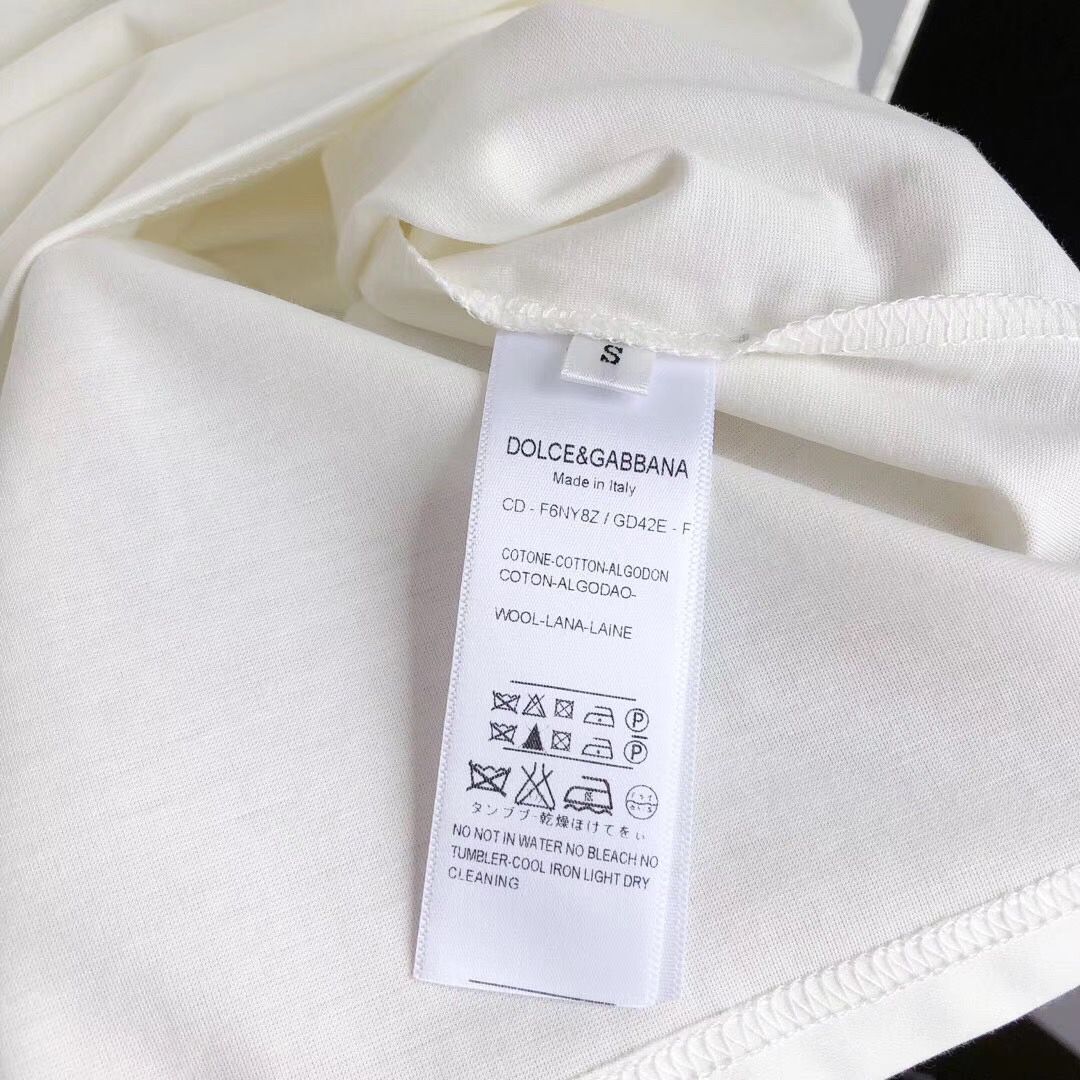 S
DOLCE&GABBANA
Made in Italy
CD - F6NY8Z / GD42E - F
COTONE-COTTON-ALGODON
COTON-ALGODAO-
WOOL-LANA-LAINE
P
P
タンブブ-乾燥ほけてをぃ
NO NOT IN WATER NO BLEACH NO
TUMBLER-COOL IRON LIGHT DRY
CLEANING